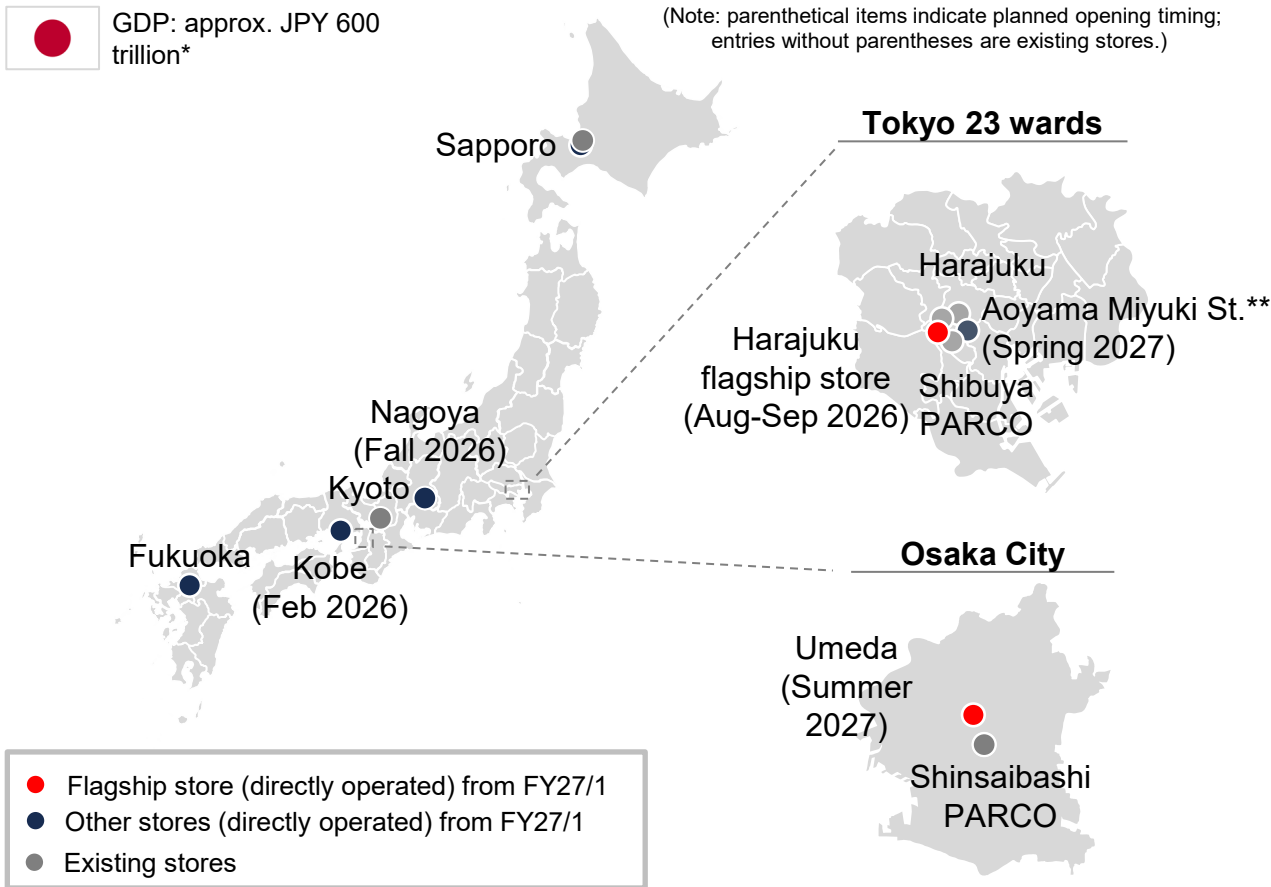 GDP: approx. JPY 600
trillion*
(Note: parenthetical items indicate planned opening timing;
entries without parentheses are existing stores.)
Sapporo
Tokyo 23 wards
Harajuku
Aoyama Miyuki St.**
(Spring 2027)
Harajuku
flagship store
(Aug-Sep 2026)
Shibuya
PARCO
Nagoya
(Fall 2026)
Kyoto
Fukuoka
Kobe
(Feb 2026)
Osaka City
Umeda
(Summer
2027)
Shinsaibashi
PARCO
Flagship store (directly operated) from FY27/1
Other stores (directly operated) from FY27/1
Existing stores